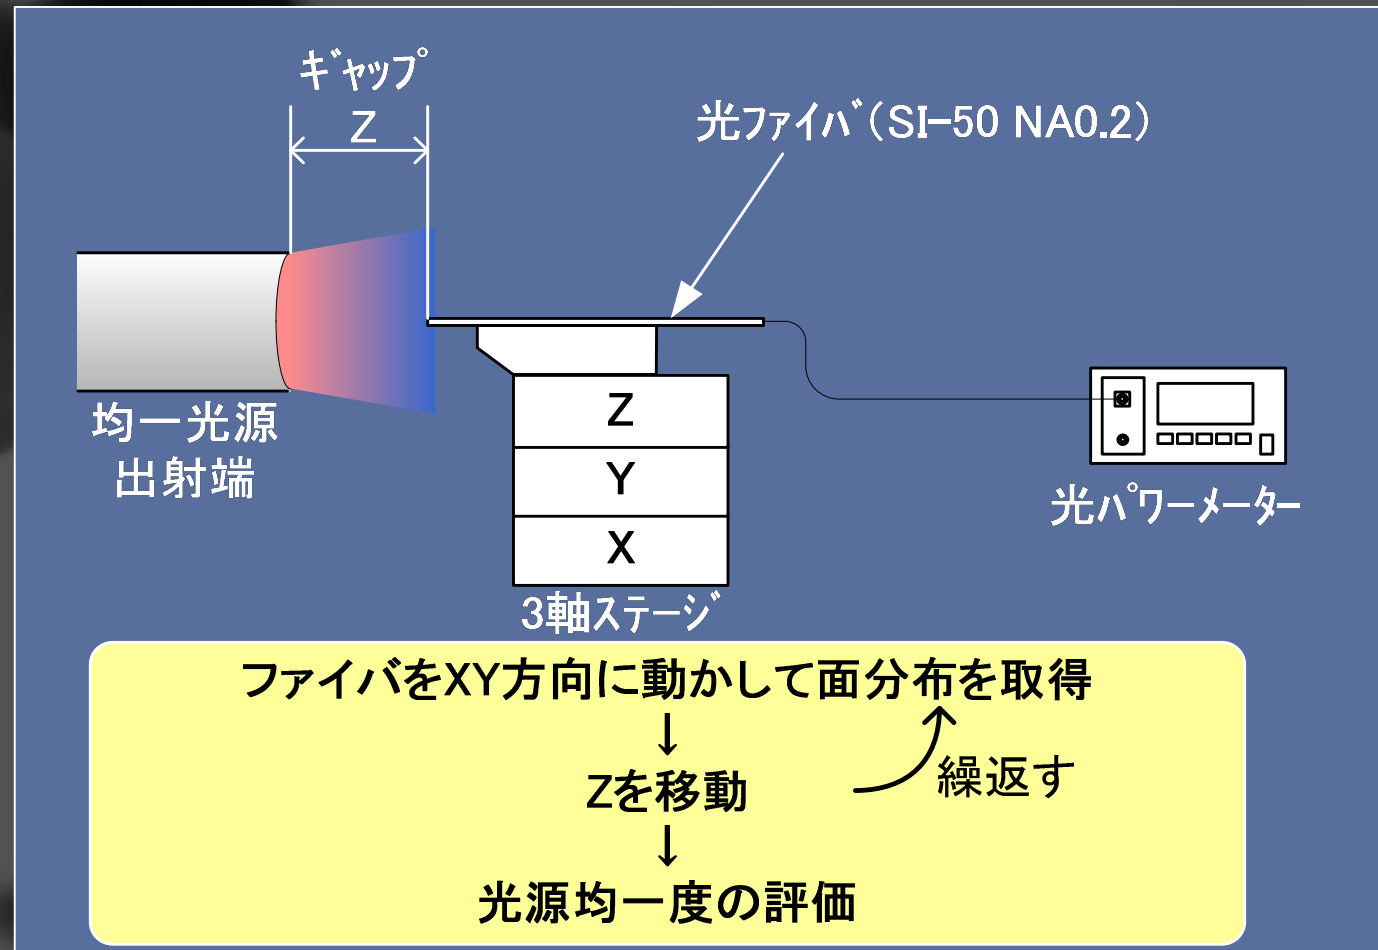 ギャップ
Z
光ファイバ（SI-50 NA0.2）
均一光源
出射端
Z
Y
X
3軸ステージ
光パワーメーター
ファイバをXY方向に動かして面分布を取得
↓
Zを移動
繰返す
↓
光源均一度の評価